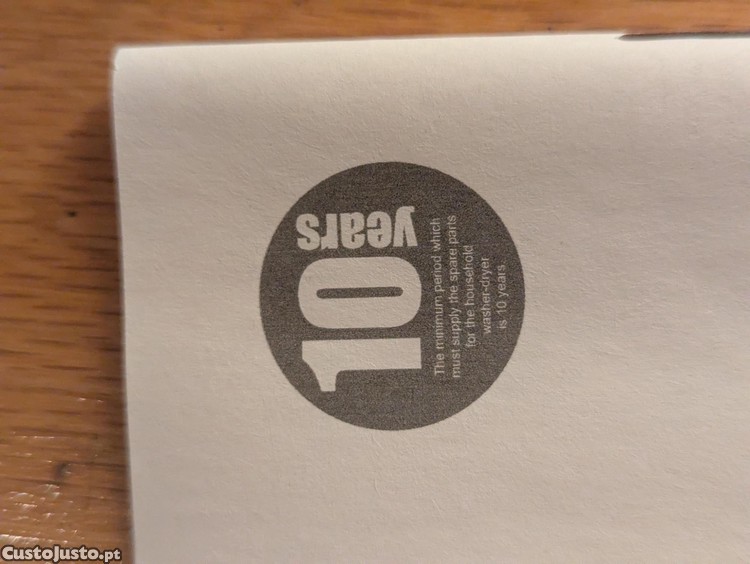 10
years
The minimum period which
must supply the spare parts
for the household
washer-dryer
is 10 years
CustoJusto.pt